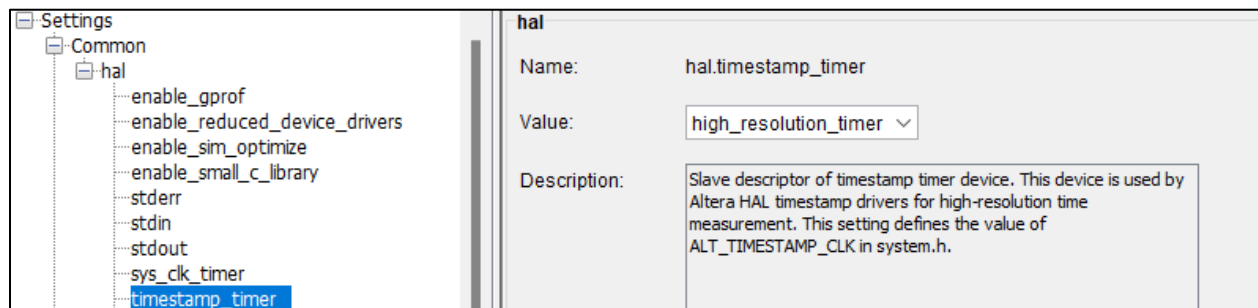 Settings
Common
hal
enable_gprof
enable_reduced_device_drivers
enable_sim_optimize
enable_small_c_library
stderr
stdin
stdout
sys_clk_timer
timestamp_timer
hal
Name: hal.timestamp_timer
Value: high_resolution_timer
Description: Slave descriptor of timestamp timer device. This device is used by
Altera HAL timestamp drivers for high-resolution time
measurement. This setting defines the value of
ALT_TIMESTAMP_CLK in system.h.